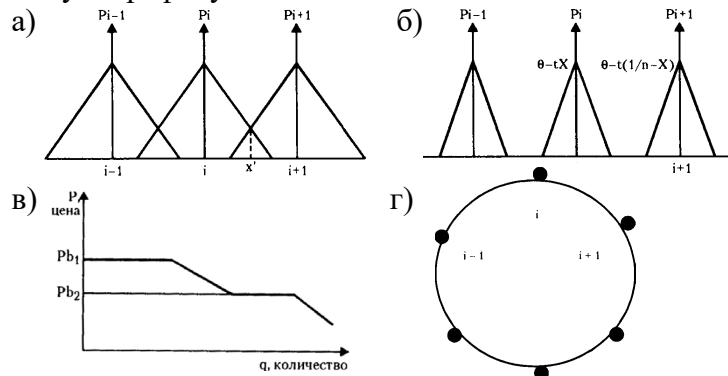 а)
Pi-1
Pi
Pi+1
i-1
i
x'
i+1
б)
Pi-1
Pi
Pi+1
θ-tX
θ-t(1/n-X)
i+1
в)
P,
цена
Pb1
Pb2
q, количество
г)
i
i - 1
i + 1